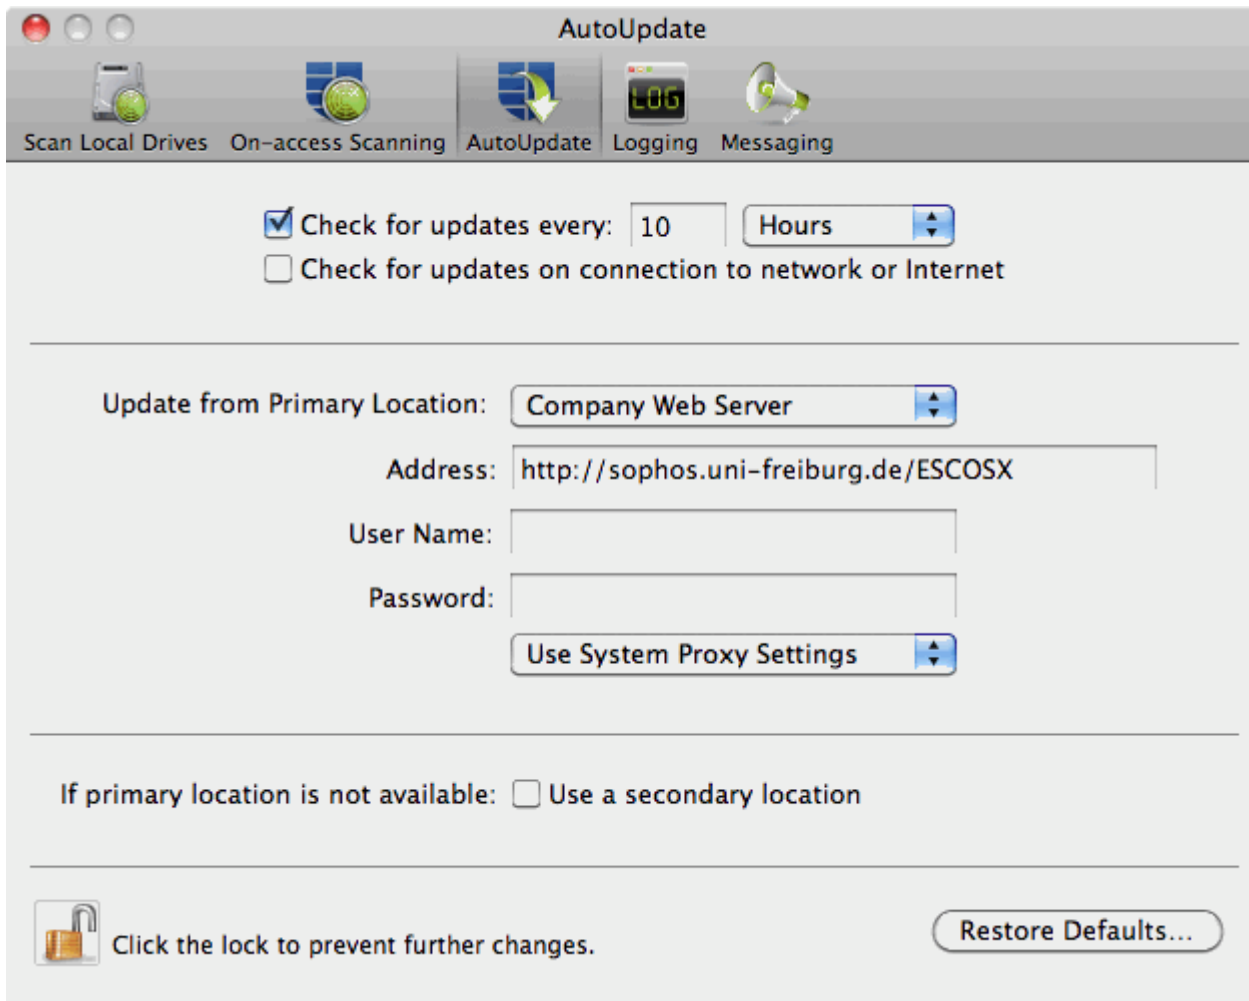 AutoUpdate
Scan Local Drives On-access Scanning AutoUpdate Logging Messaging
LOG
Check for updates every: 10 Hours
Check for updates on connection to network or Internet
Update from Primary Location: Company Web Server
Address: http://sophos.uni-freiburg.de/ESCOSX
User Name:
Password:
Use System Proxy Settings
If primary location is not available: Use a secondary location
Click the lock to prevent further changes.
Restore Defaults...